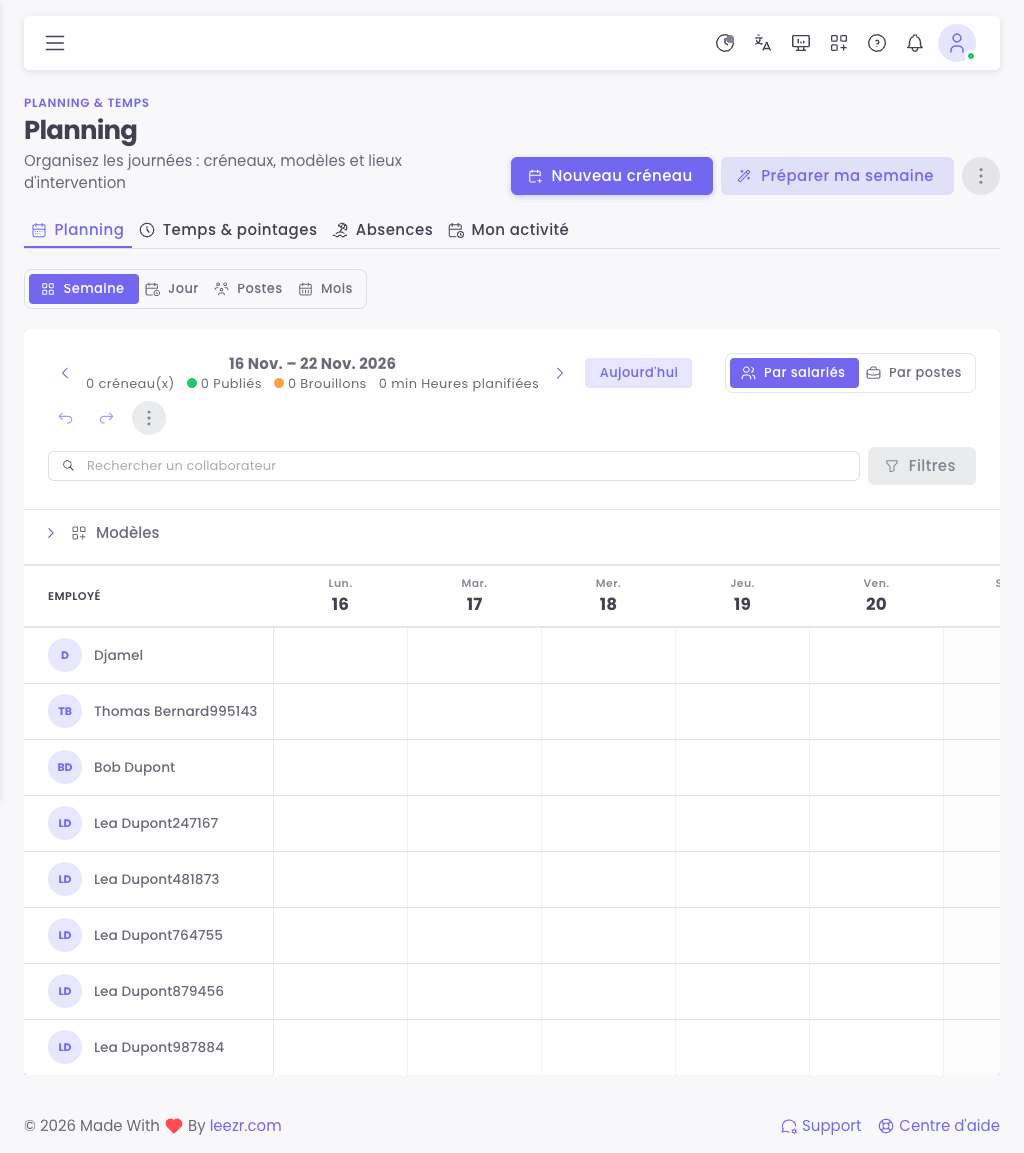 PLANNING & TEMPS
Planning
Organisez les journées : créneaux, modèles et lieux
d'intervention
Nouveau créneau
Préparer ma semaine
Planning
Temps & pointages
Absences
Mon activité
Semaine
Jour
Postes
Mois
16 Nov. – 22 Nov. 2026
0 créneau(x) 0 Publiés 0 Brouillons 0 min Heures planifiées
Aujourd'hui
Par salariés
Par postes
Rechercher un collaborateur
Filtres
Modèles
EMPLOYÉ
Lun.
16
Mar.
17
Mer.
18
Jeu.
19
Ven.
20
D Djamel
TB Thomas Bernard995143
BD Bob Dupont
LD Lea Dupont247167
LD Lea Dupont481873
LD Lea Dupont764755
LD Lea Dupont879456
LD Lea Dupont987884
© 2026 Made With By leezr.com
Support
Centre d'aide